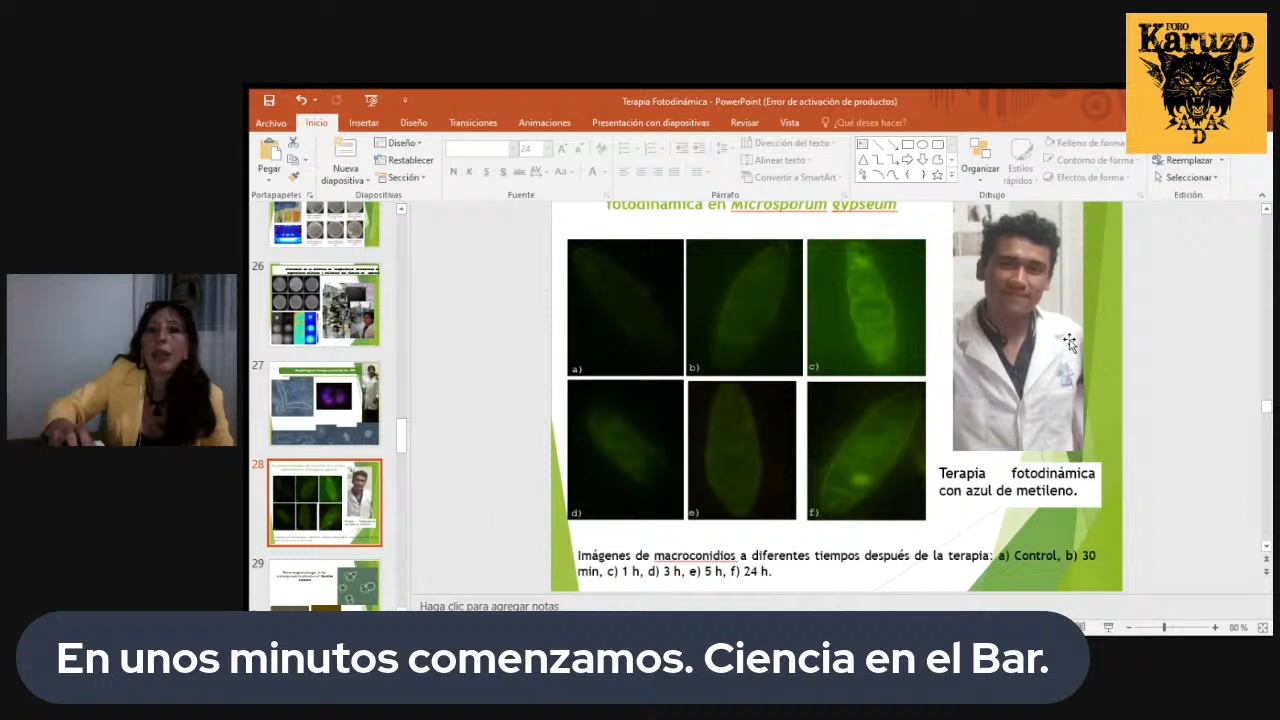 FORO
Karuzo
Terapia Fotodinámica - PowerPoint (Error de activación de productos)
Archivo
Inicio
Insertar
Diseño
Transiciones
Animaciones
Presentación con diapositivas
Revisar
Vista
¿Qué desea hacer?
Pegar
Nueva
diapositiva
Diseño
Restablecer
Sección
24
N K S S abc AV Aa A
Dirección del texto
Alinear texto
Convertir a SmartArt
Organizar
Estilos
rápidos
Relleno de forma
Contorno de forma
Efectos de forma
Reemplazar
Seleccionar
Portapapeles
Diapositivas
Fuente
Párrafo
Dibujo
Edición
26
27
28
29
fotodinámica en Microsporum gypseum
a)
b)
c)
d)
e)
f)
Terapia fotodinámica
con azul de metileno.
Imágenes de macroconidios a diferentes tiempos después de la terapia: a) Control, b) 30
min, c) 1 h, d) 3 h, e) 5 h, f) 24 h.
Haga clic para agregar notas
80 %
En unos minutos comenzamos. Ciencia en el Bar.